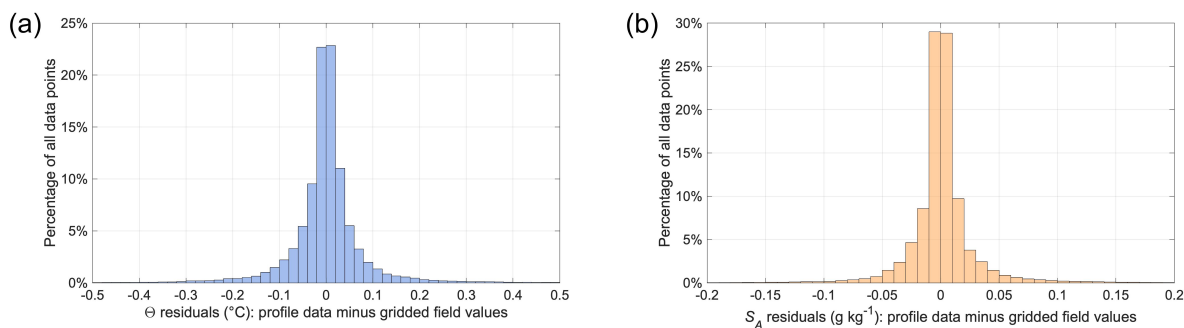 (a)
25%
20%
15%
10%
5%
0%
Percentage of all data points
-0.5 -0.4 -0.3 -0.2 -0.1 0 0.1 0.2 0.3 0.4 0.5
Θ residuals (°C): profile data minus gridded field values
(b)
30%
25%
20%
15%
10%
5%
0%
Percentage of all data points
-0.2 -0.15 -0.1 -0.05 0 0.05 0.1 0.15 0.2
S_A residuals (g kg⁻¹): profile data minus gridded field values